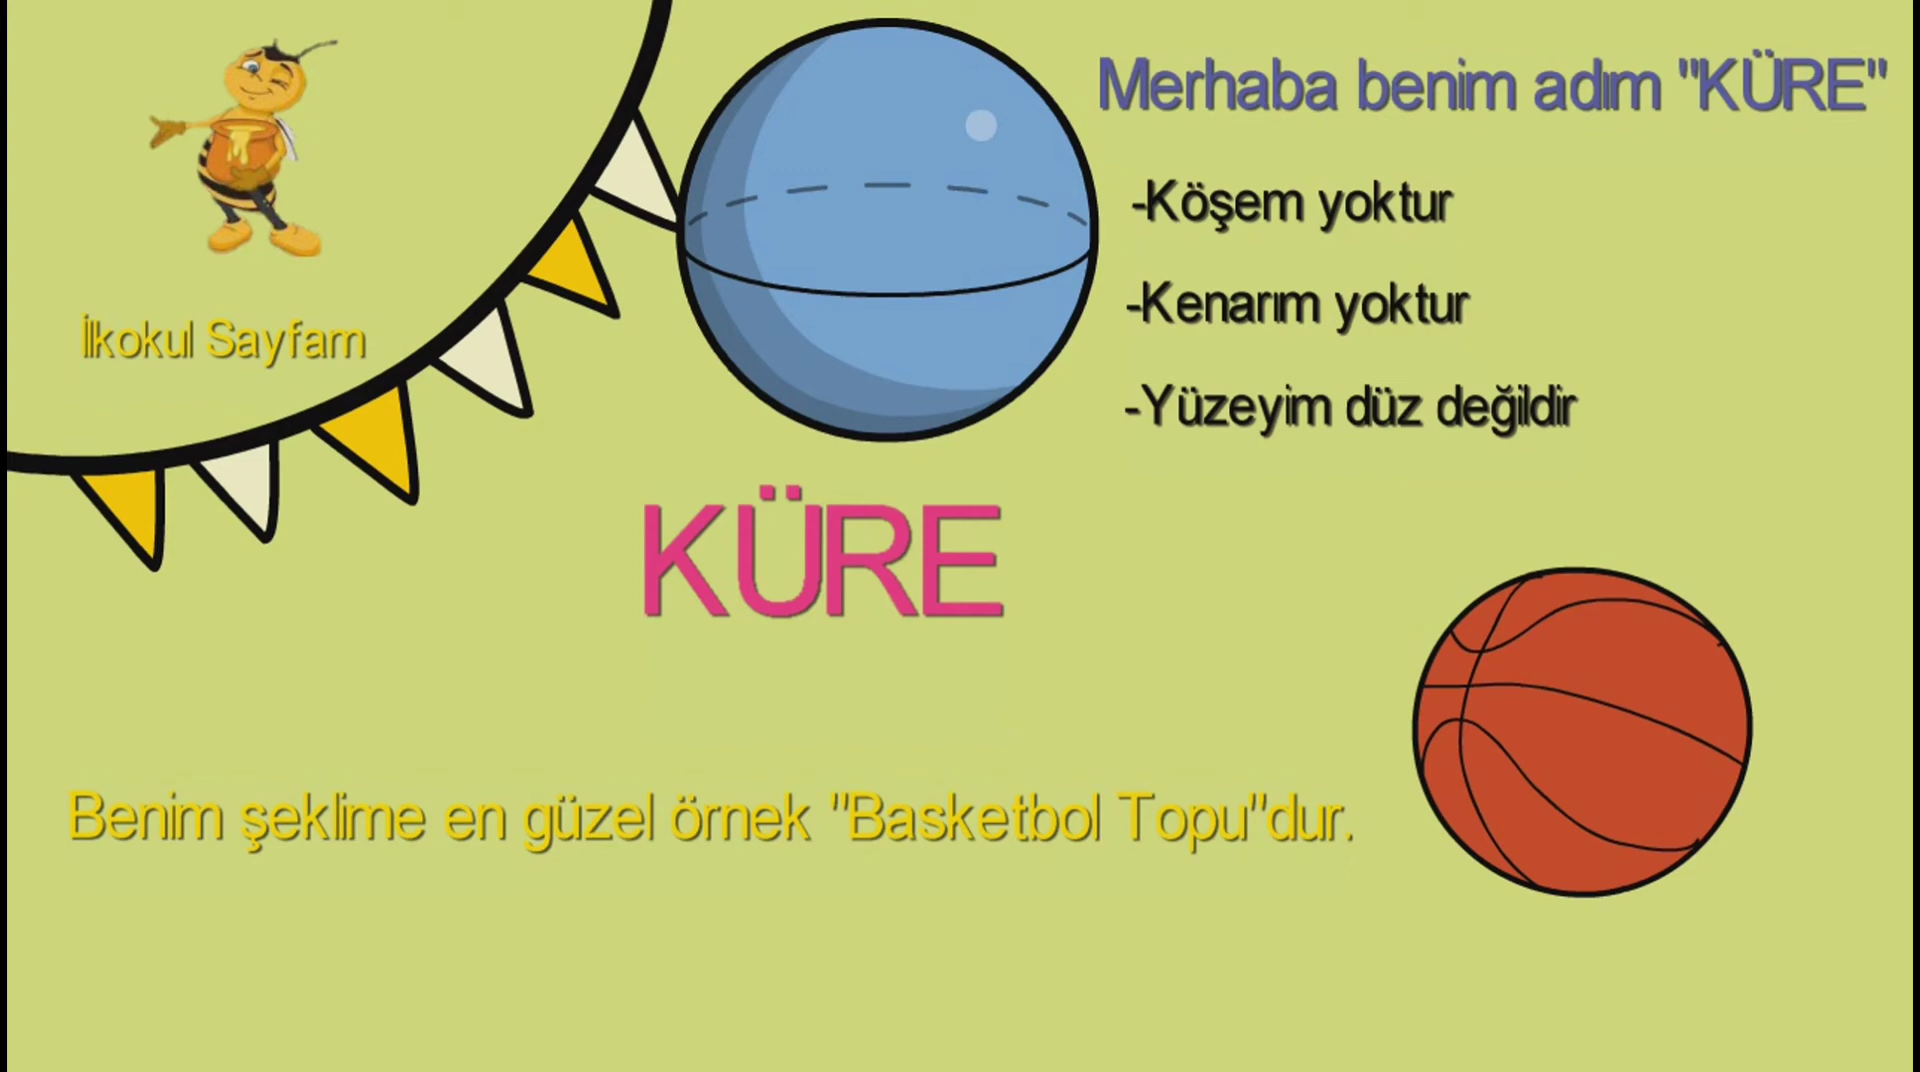 Merhaba benim adım "KÜRE"
-Köşem yoktur
-Kenarım yoktur
-Yüzeyim düz değildir
İlkokul Sayfam
KÜRE
Benim şeklime en güzel örnek "Basketbol Topu"dur.